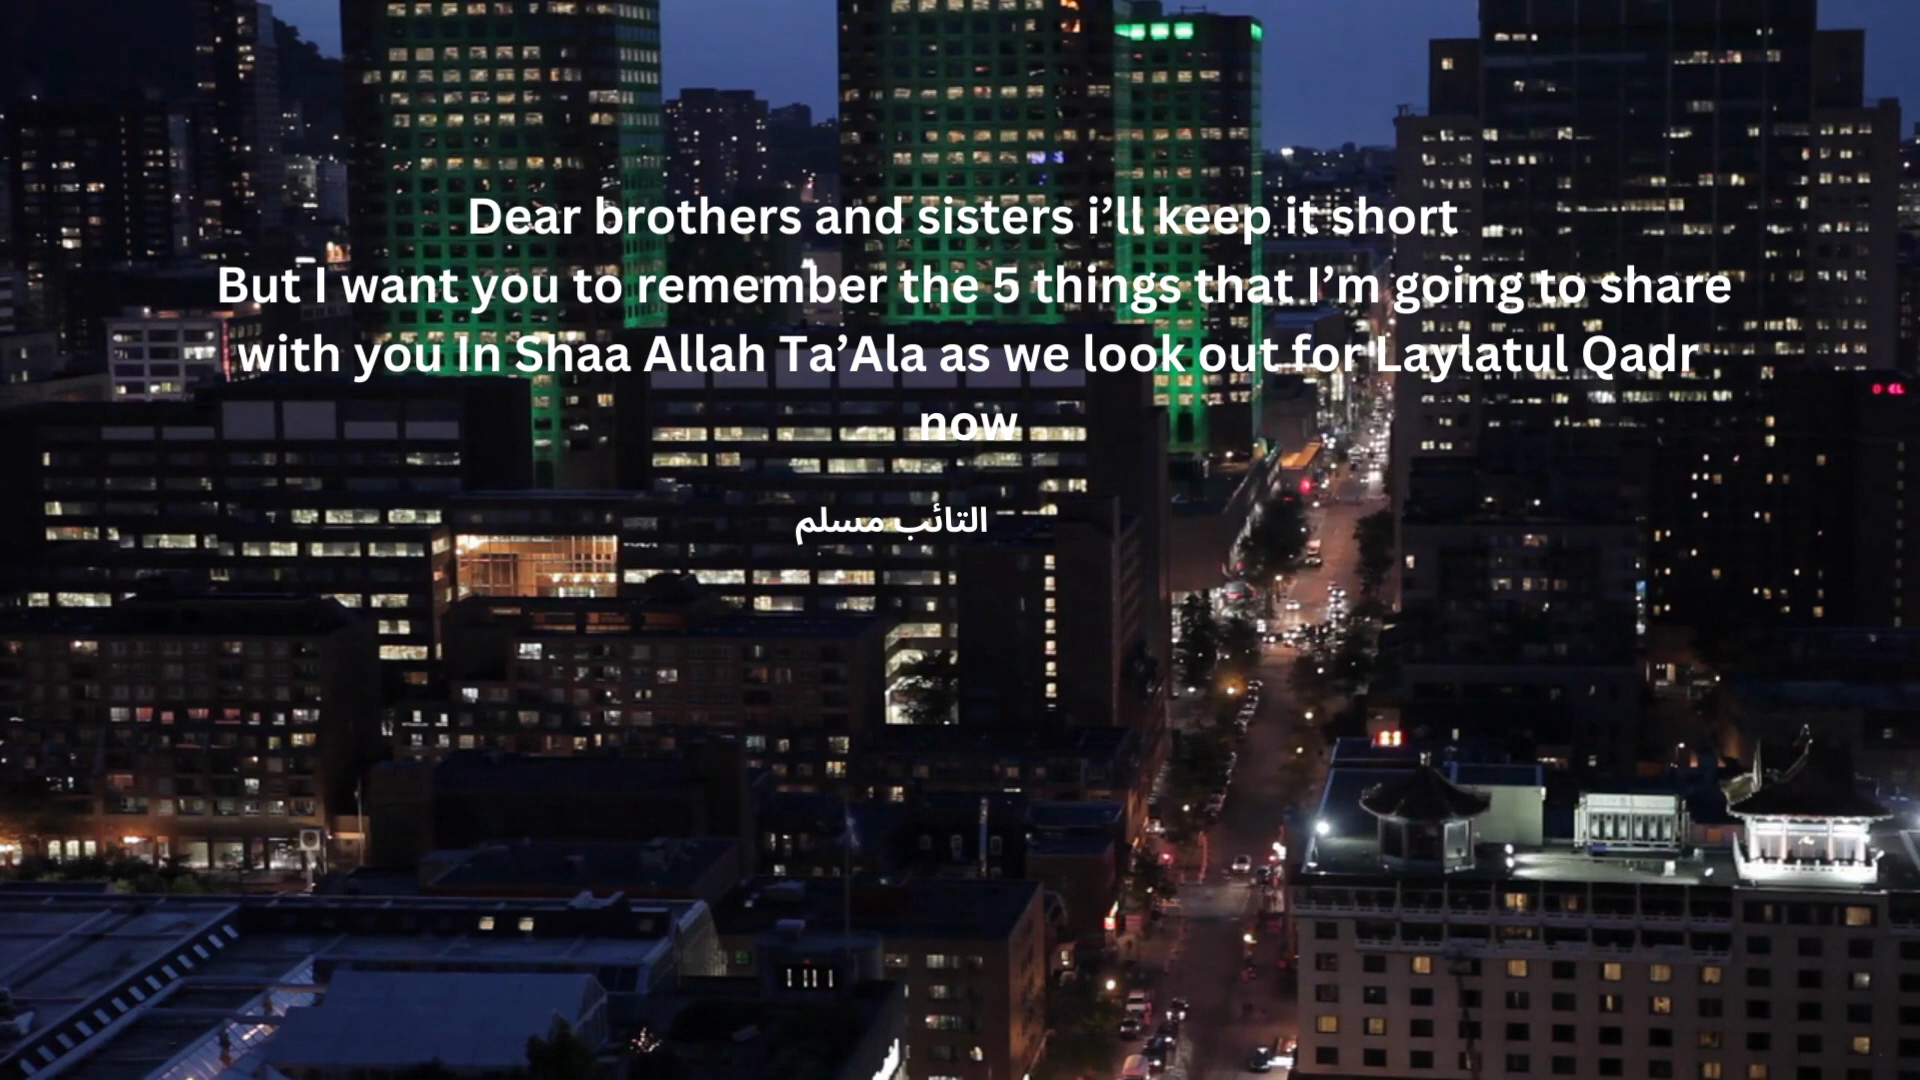 Dear brothers and sisters i’ll keep it short
But I want you to remember the 5 things that I’m going to share
with you In Shaa Allah Ta’Ala as we look out for Laylatul Qadr
now
التائب مسلم